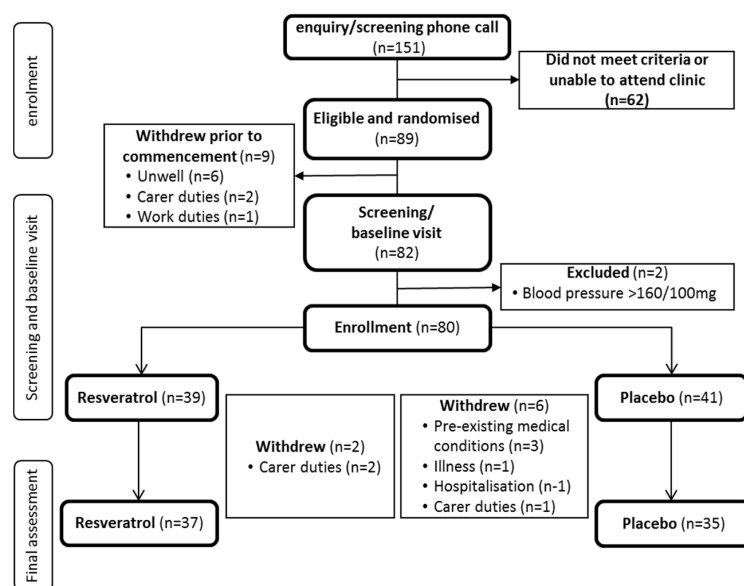 enrolment
enquiry/screening phone call
(n=151)
Did not meet criteria or
unable to attend clinic
(n=62)
Eligible and randomised
(n=89)
Withdrew prior to
commencement (n=9)
• Unwell (n=6)
• Carer duties (n=2)
• Work duties (n=1)
Screening and baseline visit
Screening/
baseline visit
(n=82)
Excluded (n=2)
• Blood pressure >160/100mg
Enrollment (n=80)
Resveratrol (n=39)
Placebo (n=41)
Withdrew (n=2)
• Carer duties (n=2)
Withdrew (n=6)
• Pre-existing medical
conditions (n=3)
• Illness (n=1)
• Hospitalisation (n-1)
• Carer duties (n=1)
Final assessment
Resveratrol (n=37)
Placebo (n=35)